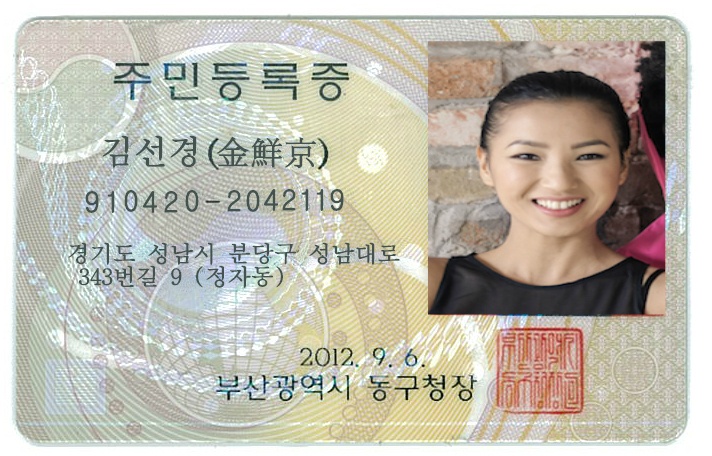 주민등록증
김선경(金鮮京)
910420-2042119
경기도 성남시 분당구 성남대로
343번길 9 (정자동)
2012. 9. 6.
부산광역시 동구청장